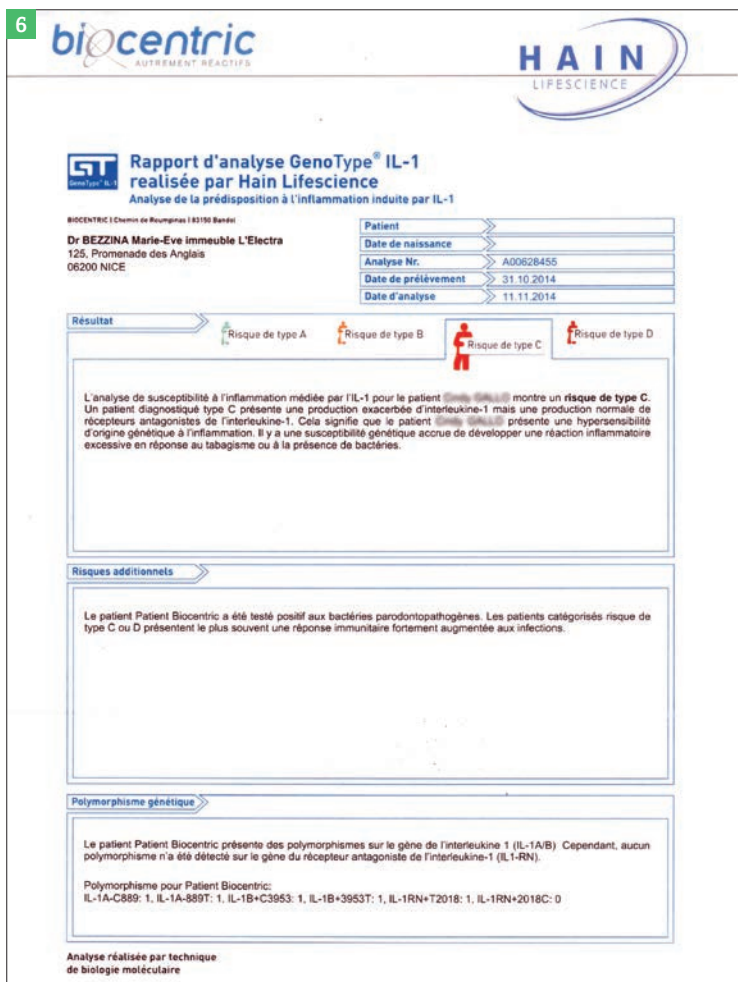 6
biocentric
AUTREMENT RÉACTIFS
HAIN
LIFESCIENCE
GT
GenoType® IL-1
Rapport d'analyse GenoType® IL-1
realisée par Hain Lifescience
Analyse de la prédisposition à l'inflammation induite par IL-1
BIOCENTRIC I Chemin de Roumpinas I 83150 Bandol
Dr BEZZINA Marie-Eve immeuble L'Electra
125, Promenade des Anglais
06200 NICE
Patient
Date de naissance
Analyse Nr. A00628455
Date de prélèvement 31.10.2014
Date d'analyse 11.11.2014
Résultat
Risque de type A
Risque de type B
Risque de type C
Risque de type D
L'analyse de susceptibilité à l'inflammation médiée par l'IL-1 pour le patient montre un risque de type C.
Un patient diagnostiqué type C présente une production exacerbée d'interleukine-1 mais une production normale de
récepteurs antagonistes de l'interleukine-1. Cela signifie que le patient présente une hypersensibilité
d'origine génétique à l'inflammation. Il y a une susceptibilité génétique accrue de développer une réaction inflammatoire
excessive en réponse au tabagisme ou à la présence de bactéries.
Risques additionnels
Le patient Patient Biocentric a été testé positif aux bactéries parodontopathogènes. Les patients catégorisés risque de
type C ou D présentent le plus souvent une réponse immunitaire fortement augmentée aux infections.
Polymorphisme génétique
Le patient Patient Biocentric présente des polymorphismes sur le gène de l'interleukine 1 (IL-1A/B) Cependant, aucun
polymorphisme n'a été détecté sur le gène du récepteur antagoniste de l'interleukine-1 (IL1-RN).
Polymorphisme pour Patient Biocentric:
IL-1A-C889: 1, IL-1A-889T: 1, IL-1B+C3953: 1, IL-1B+3953T: 1, IL-1RN+T2018: 1, IL-1RN+2018C: 0
Analyse réalisée par technique
de biologie moléculaire